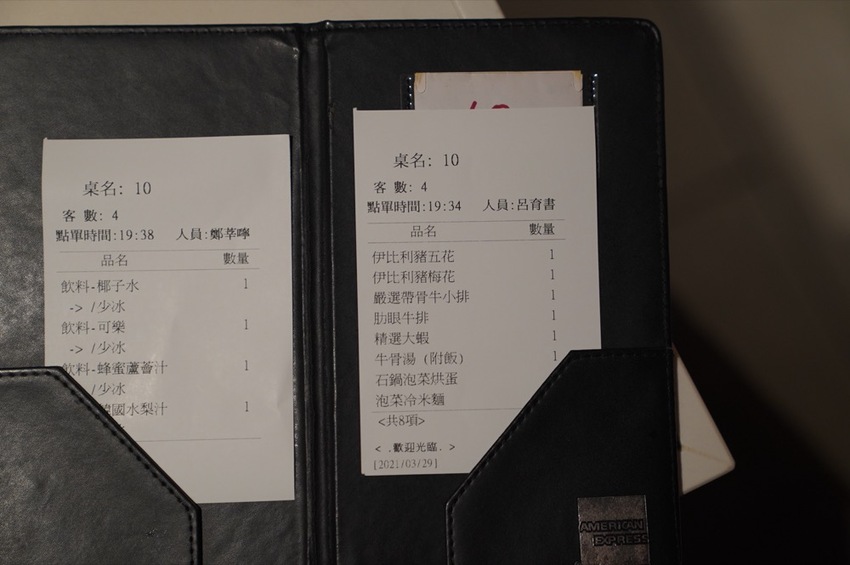 桌名: 10
客 數: 4
點單時間:19:38 人員:鄭莘嚀
品名 數量
飲料-椰子水 1
-> /少冰
飲料-可樂 1
-> /少冰
飲料-蜂蜜蘆薈汁 1
/少冰
韓國水梨汁 1
桌名: 10
客 數: 4
點單時間:19:34 人員:呂育書
品名 數量
伊比利豬五花 1
伊比利豬梅花 1
嚴選帶骨牛小排 1
肋眼牛排 1
精選大蝦 1
牛骨湯 (附飯) 1
石鍋泡菜烘蛋
泡菜冷米麵
<共8項>
< .歡迎光臨. >
[2021/03/29]
AMERICAN
EXPRESS